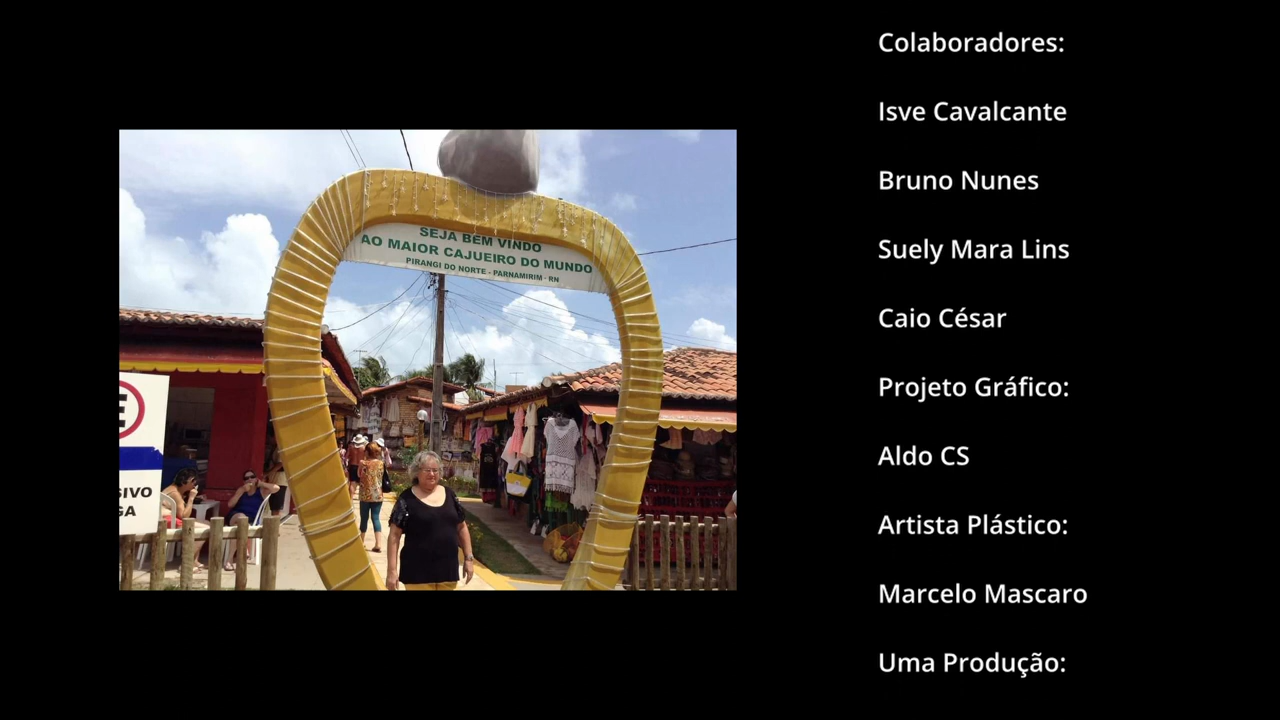 SEJA BEM VINDO
AO MAIOR CAJUEIRO DO MUNDO
PIRANGI DO NORTE - PARNAMIRIM - RN
E
SIVO
GA
Colaboradores:
Isve Cavalcante
Bruno Nunes
Suely Mara Lins
Caio César
Projeto Gráfico:
Aldo CS
Artista Plástico:
Marcelo Mascaro
Uma Produção: